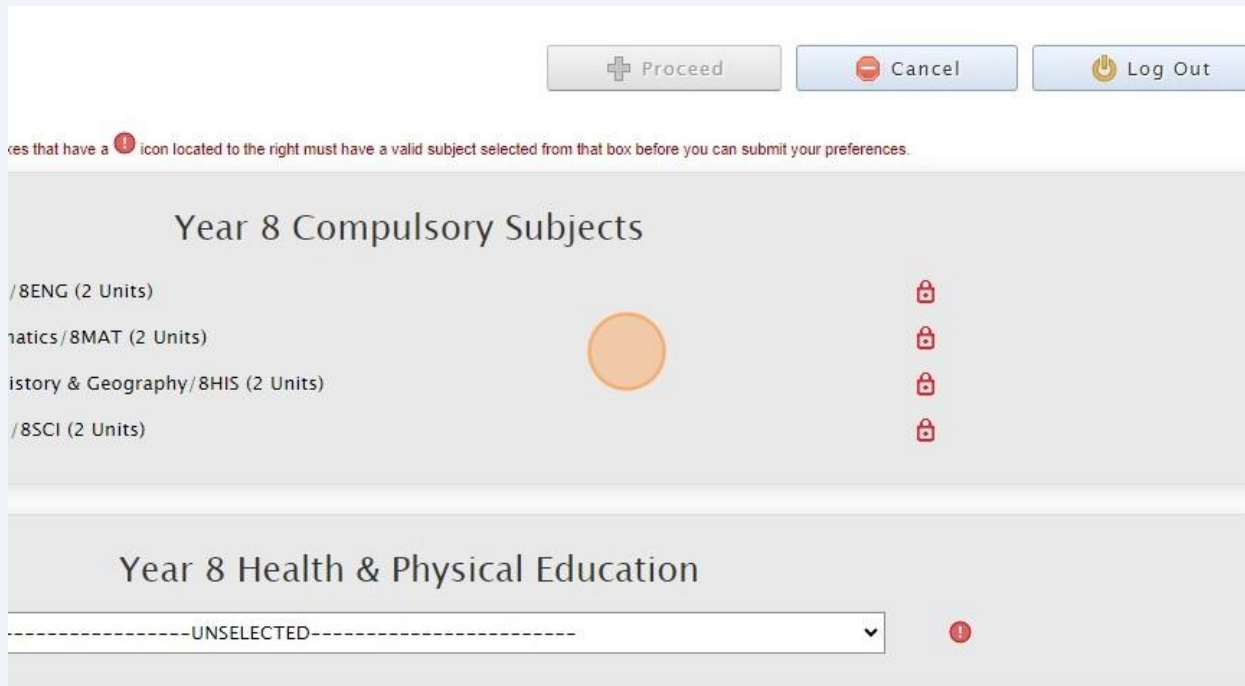 Proceed
Cancel
Log Out
xes that have a icon located to the right must have a valid subject selected from that box before you can submit your preferences.
Year 8 Compulsory Subjects
/8ENG (2 Units)
natics/8MAT (2 Units)
istory & Geography/8HIS (2 Units)
/8SCI (2 Units)
Year 8 Health & Physical Education
-----------------UNSELECTED------------------------